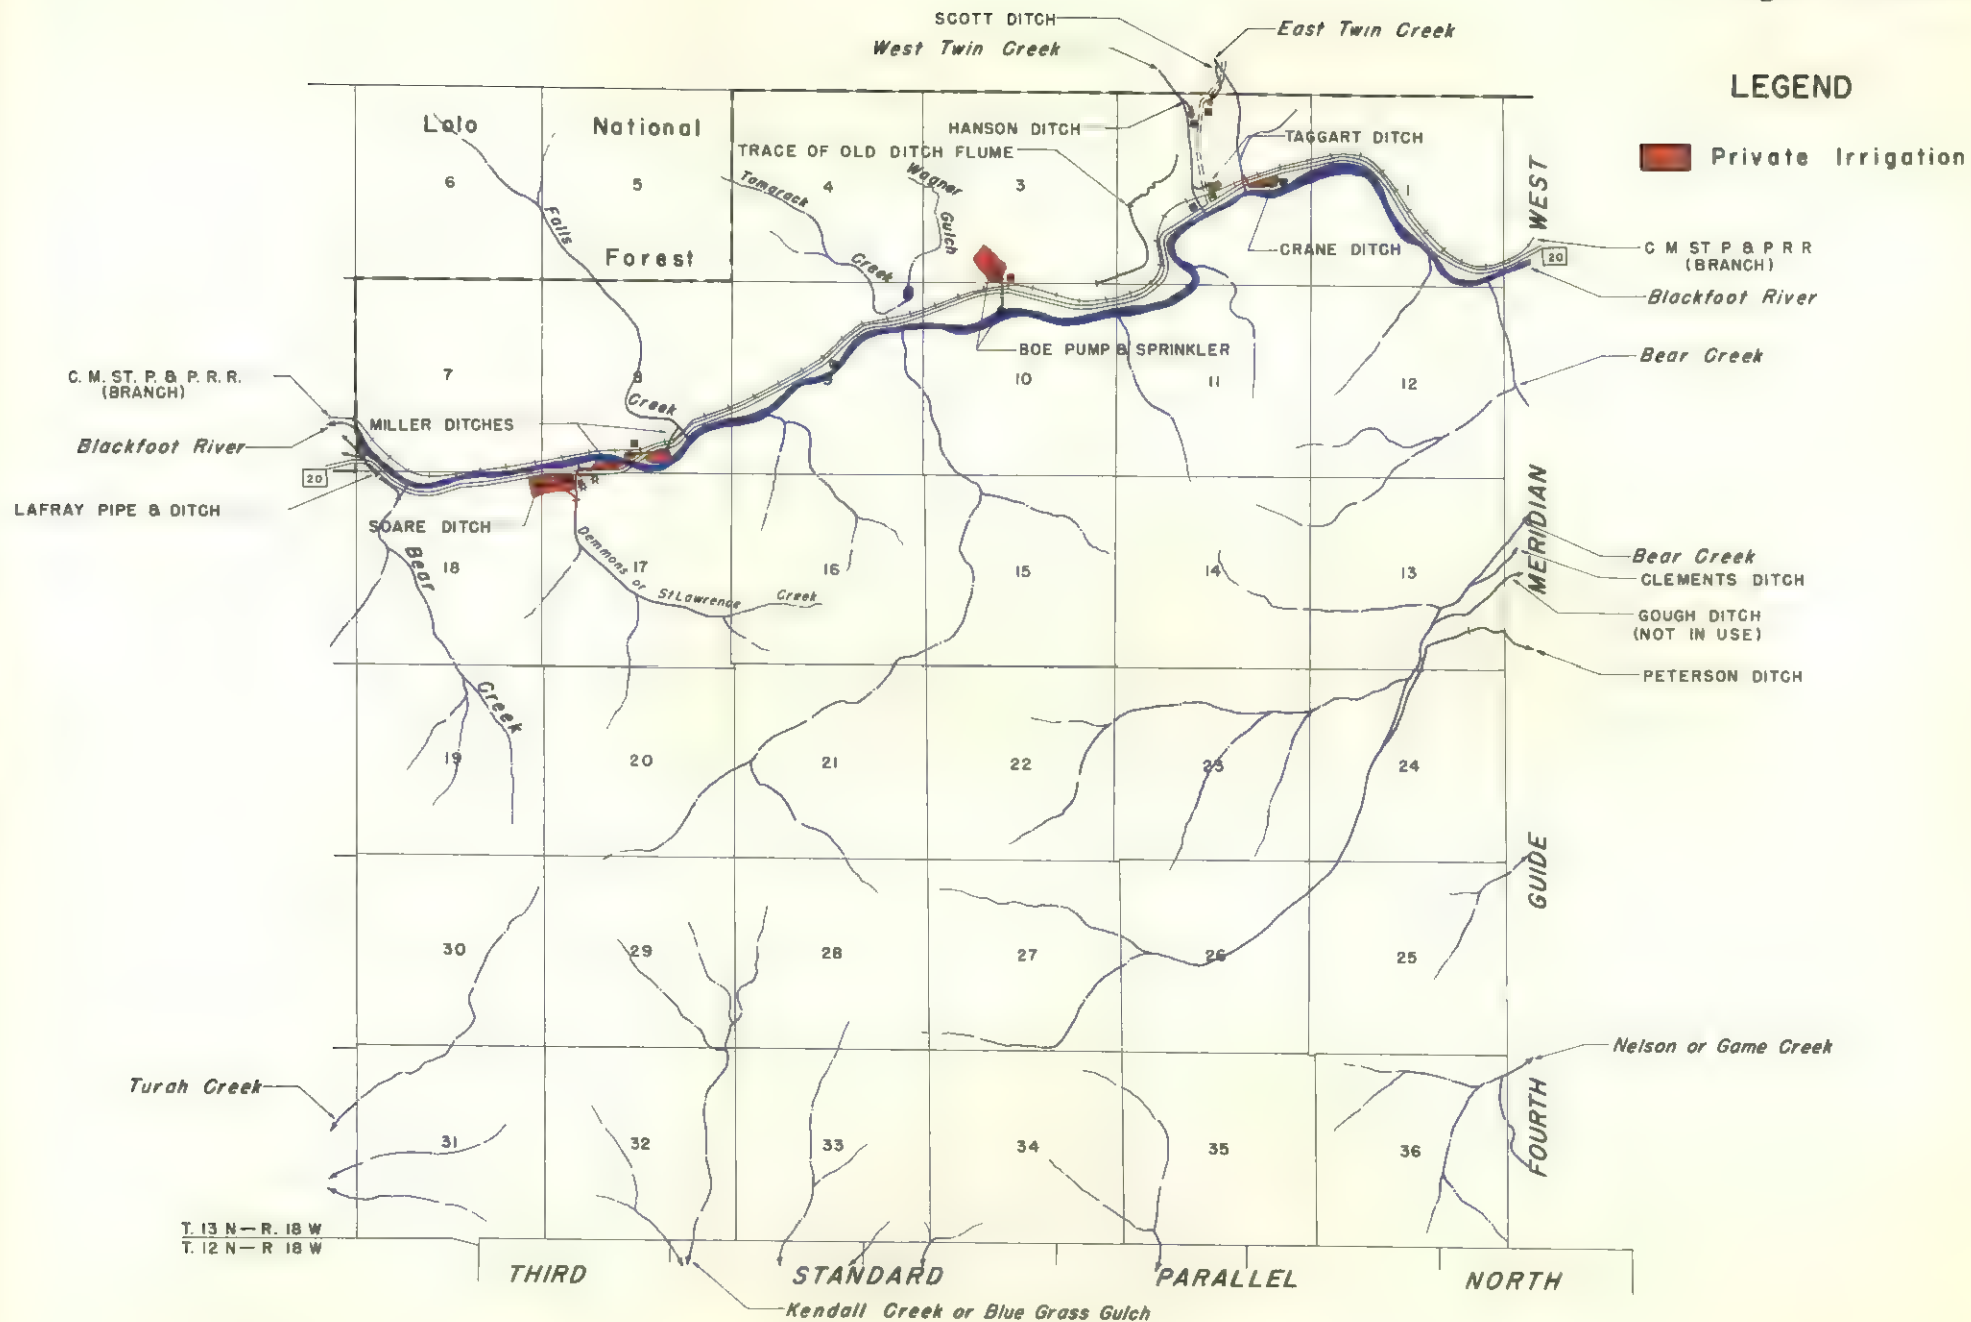 SCOTT DITCH
East Twin Creek
West Twin Creek
LEGEND
Private Irrigation
Lolo National Forest
HANSON DITCH
TAGGART DITCH
TRACE OF OLD DITCH FLUME
6
5
4
3
1
Tamarack Creek
Wagner Gulch
Falls Creek
CRANE DITCH
WEST
C M ST P & P R R
(BRANCH)
20
Blackfoot River
BOE PUMP & SPRINKLER
Bear Creek
C. M. ST. P. & P. R. R.
(BRANCH)
7
8
9
10
11
12
MILLER DITCHES
Blackfoot River
20
LAFRAY PIPE & DITCH
SOARE DITCH
MERIDIAN
Bear Creek
18
17
16
15
14
13
Demmons or St Lawrence Creek
Bear Creek
CLEMENTS DITCH
GOUGH DITCH
(NOT IN USE)
PETERSON DITCH
19
20
21
22
23
24
GUIDE
30
29
28
27
26
25
Nelson or Game Creek
Turah Creek
31
32
33
34
35
36
FOURTH
T. 13 N — R. 18 W
T. 12 N — R 18 W
THIRD STANDARD PARALLEL NORTH
Kendall Creek or Blue Grass Gulch